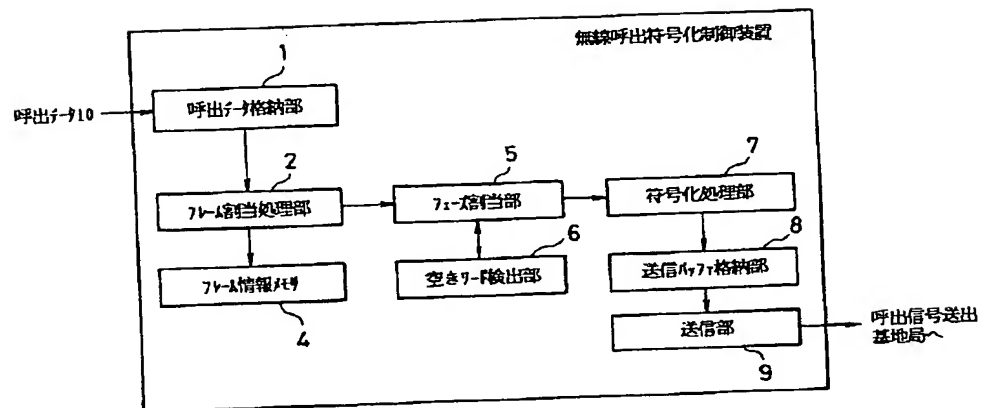 無線呼出符号化制御装置
1
呼出データ10
呼出データ格納部
2
フレーム割当処理部
5
フェーズ割当部
7
符号化処理部
フレーム情報メモリ
4
6
空きワード検出部
8
送信バッファ格納部
送信部
9
呼出信号送出
基地局へ